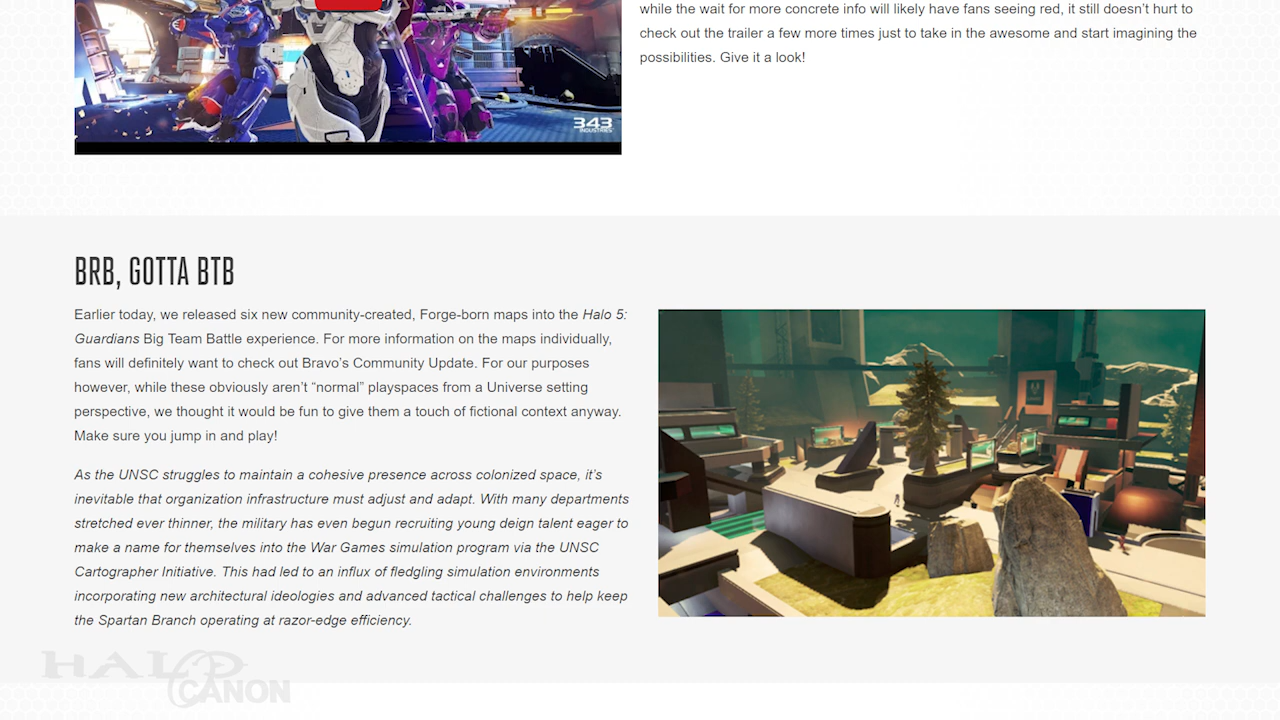 while the wait for more concrete info will likely have fans seeing red, it still doesn't hurt to
check out the trailer a few more times just to take in the awesome and start imagining the
possibilities. Give it a look!
343
INDUSTRIES
BRB, GOTTA BTB
Earlier today, we released six new community-created, Forge-born maps into the Halo 5:
Guardians Big Team Battle experience. For more information on the maps individually,
fans will definitely want to check out Bravo’s Community Update. For our purposes
however, while these obviously aren’t “normal” playspaces from a Universe setting
perspective, we thought it would be fun to give them a touch of fictional context anyway.
Make sure you jump in and play!
As the UNSC struggles to maintain a cohesive presence across colonized space, it’s
inevitable that organization infrastructure must adjust and adapt. With many departments
stretched ever thinner, the military has even begun recruiting young deign talent eager to
make a name for themselves into the War Games simulation program via the UNSC
Cartographer Initiative. This had led to an influx of fledgling simulation environments
incorporating new architectural ideologies and advanced tactical challenges to help keep
the Spartan Branch operating at razor-edge efficiency.
HALO
CANON